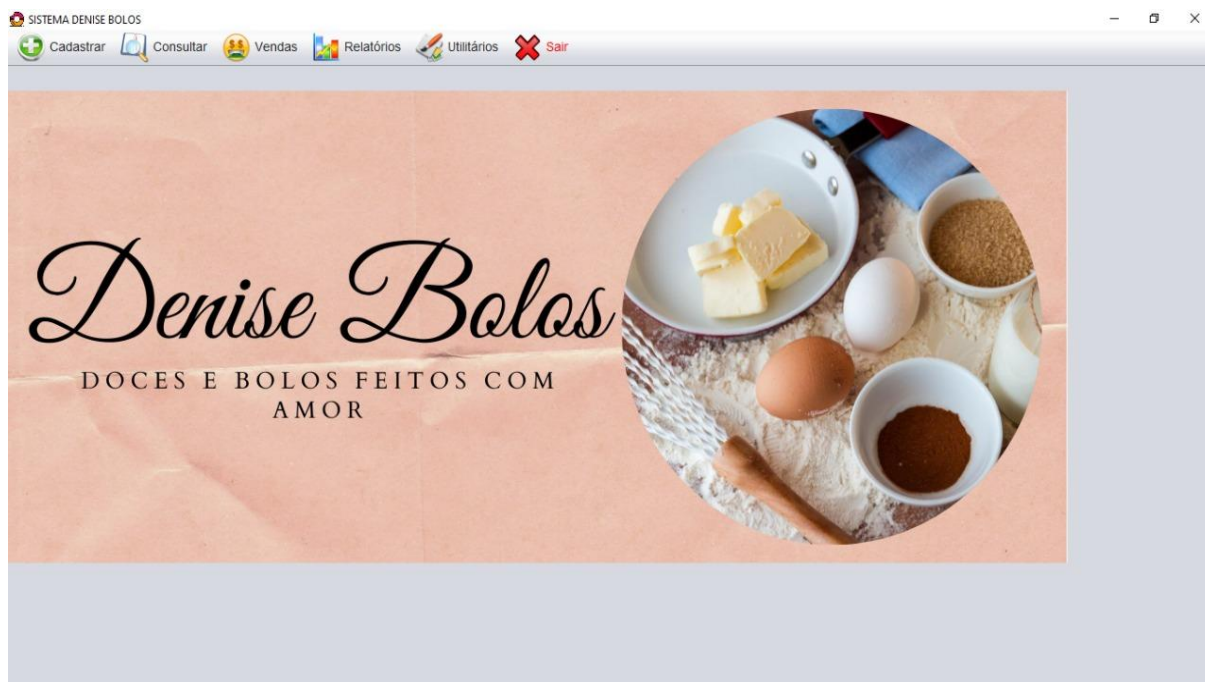 SISTEMA DENISE BOLOS
Cadastrar Consultar Vendas Relatórios Utilitários Sair
Denise Bolos
DOCES E BOLOS FEITOS COM
AMOR